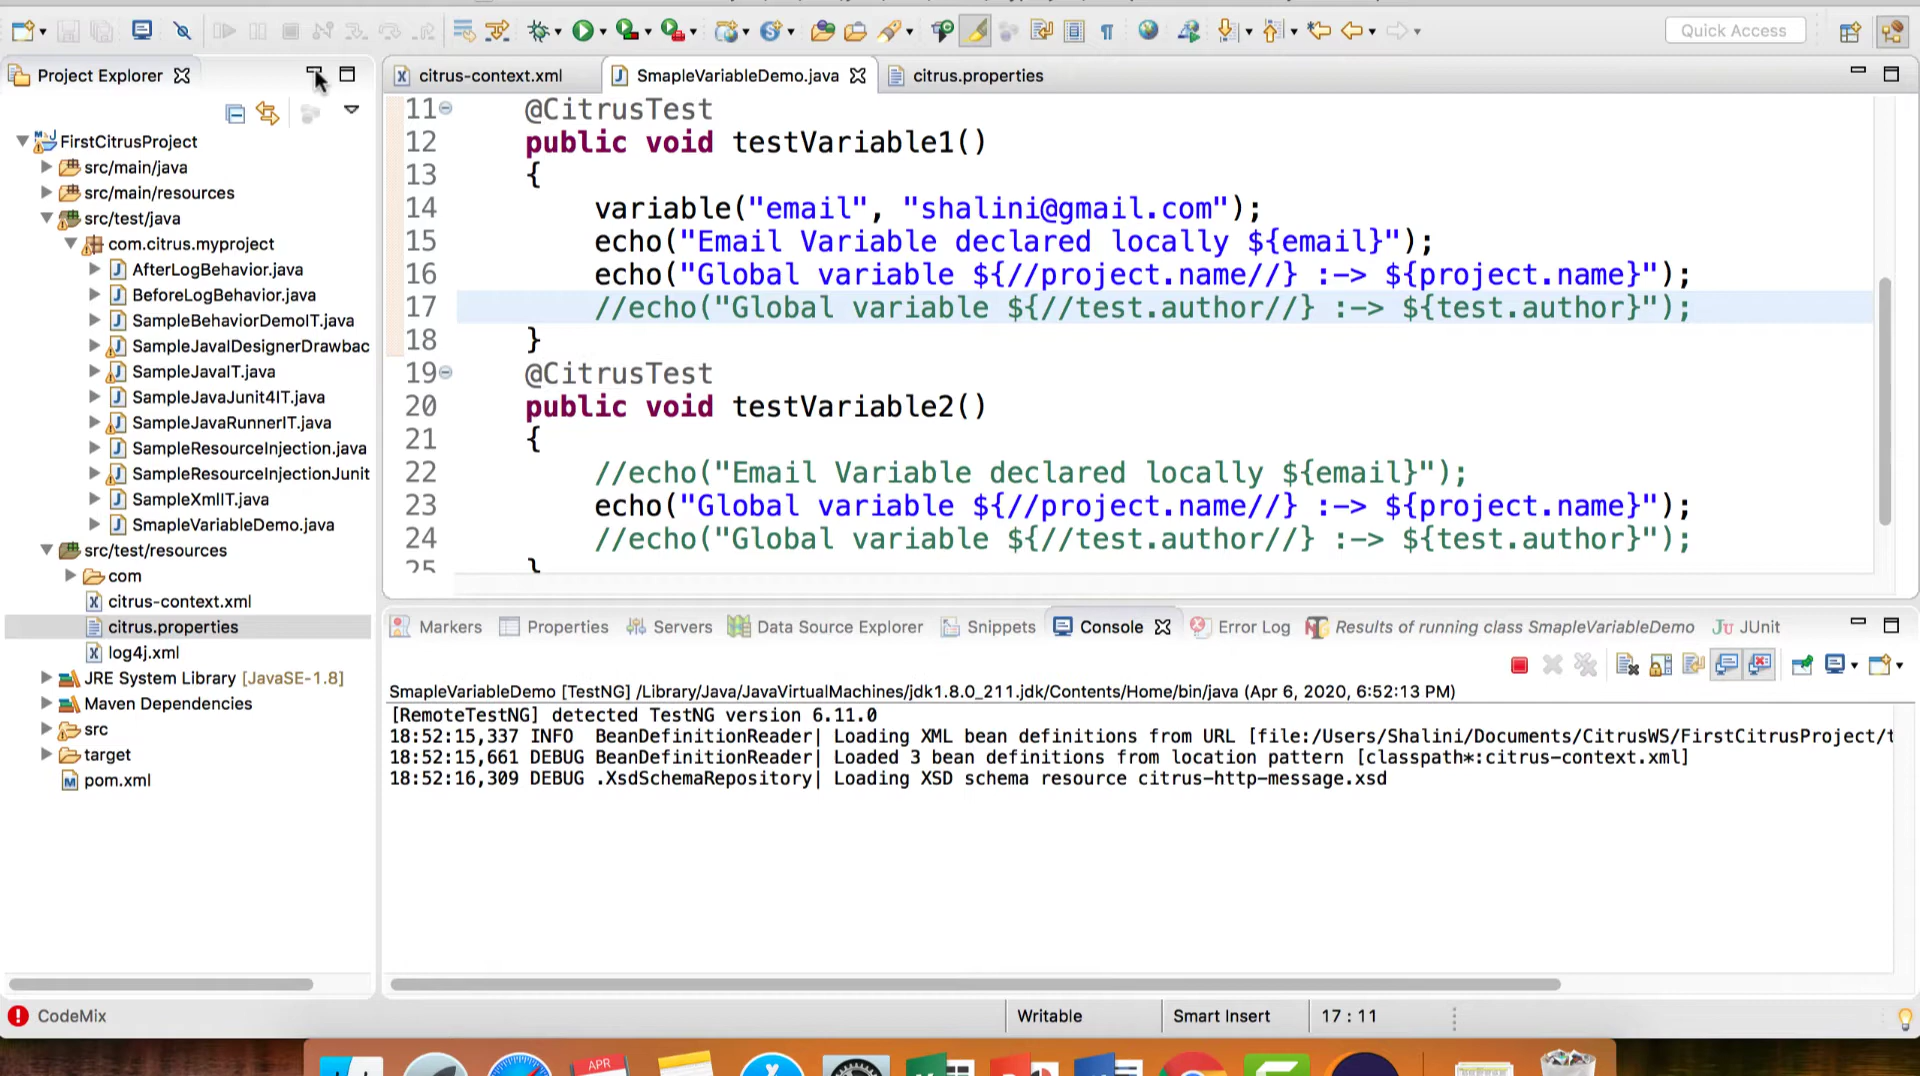 Quick Access
Project Explorer
citrus-context.xml
SmapleVariableDemo.java
citrus.properties
FirstCitrusProject
src/main/java
src/main/resources
src/test/java
com.citrus.myproject
AfterLogBehavior.java
BeforeLogBehavior.java
SampleBehaviorDemoIT.java
SampleJavaIDesignerDrawbac
SampleJavaIT.java
SampleJavaJunit4IT.java
SampleJavaRunnerIT.java
SampleResourceInjection.java
SampleResourceInjectionJunit
SampleXmlIT.java
SmapleVariableDemo.java
src/test/resources
com
citrus-context.xml
citrus.properties
log4j.xml
JRE System Library [JavaSE-1.8]
Maven Dependencies
src
target
pom.xml
11 @CitrusTest
12 public void testVariable1()
13 {
14 variable("email", "shalini@gmail.com");
15 echo("Email Variable declared locally ${email}");
16 echo("Global variable ${//project.name//} :-> ${project.name}");
17 //echo("Global variable ${//test.author//} :-> ${test.author}");
18 }
19 @CitrusTest
20 public void testVariable2()
21 {
22 //echo("Email Variable declared locally ${email}");
23 echo("Global variable ${//project.name//} :-> ${project.name}");
24 //echo("Global variable ${//test.author//} :-> ${test.author}");
25 }
Markers Properties Servers Data Source Explorer Snippets Console Error Log Results of running class SmapleVariableDemo Ju JUnit
SmapleVariableDemo [TestNG] /Library/Java/JavaVirtualMachines/jdk1.8.0_211.jdk/Contents/Home/bin/java (Apr 6, 2020, 6:52:13 PM)
[RemoteTestNG] detected TestNG version 6.11.0
18:52:15,337 INFO BeanDefinitionReader| Loading XML bean definitions from URL [file:/Users/Shalini/Documents/CitrusWS/FirstCitrusProject/t
18:52:15,661 DEBUG BeanDefinitionReader| Loaded 3 bean definitions from location pattern [classpath*:citrus-context.xml]
18:52:16,309 DEBUG .XsdSchemaRepository| Loading XSD schema resource citrus-http-message.xsd
CodeMix
Writable
Smart Insert
17 : 11
APR